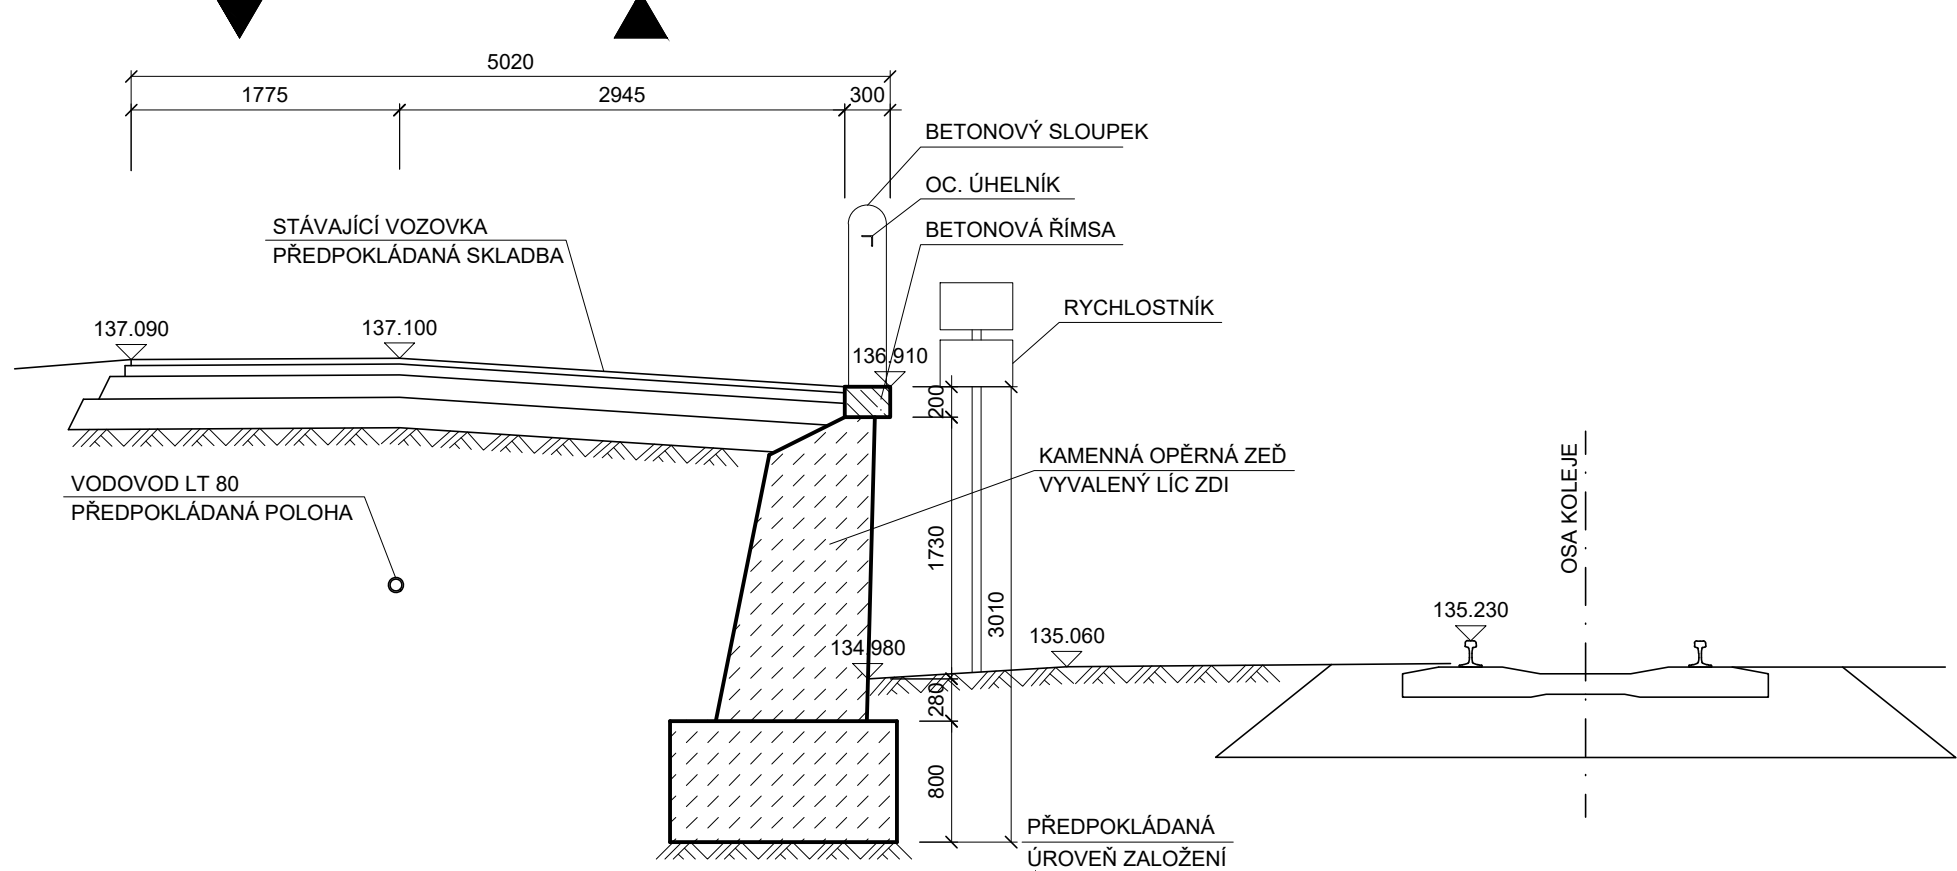 5020
1775
2945
300
BETONOVÝ SLOUPEK
OC. ÚHELNÍK
BETONOVÁ ŘÍMSA
STÁVAJÍCÍ VOZOVKA
PŘEDPOKLÁDANÁ SKLADBA
RYCHLOSTNÍK
137.090
137.100
136.910
200
KAMENNÁ OPĚRNÁ ZEĎ
VYVALENÝ LÍC ZDI
VODOVOD LT 80
PŘEDPOKLÁDANÁ POLOHA
OSA KOLEJE
1730
3010
135.230
135.060
134.980
280
800
PŘEDPOKLÁDANÁ
ÚROVEŇ ZALOŽENÍ